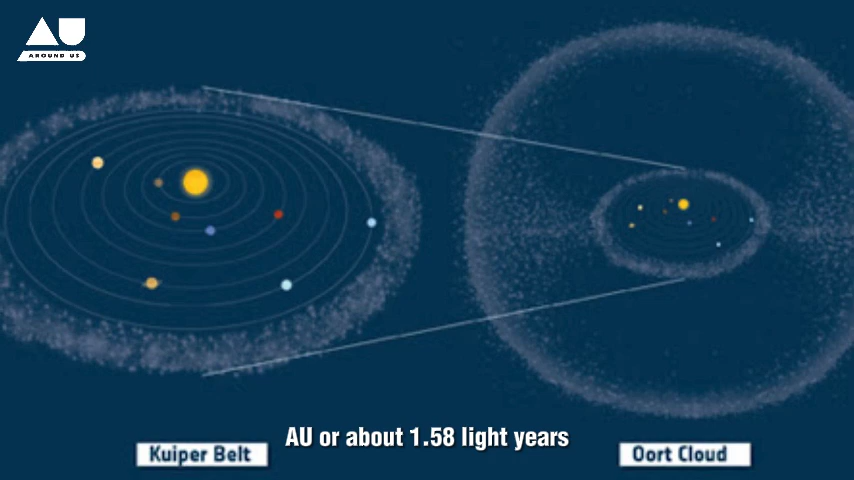 AU
AROUND US
AU or about 1.58 light years
Kuiper Belt
Oort Cloud